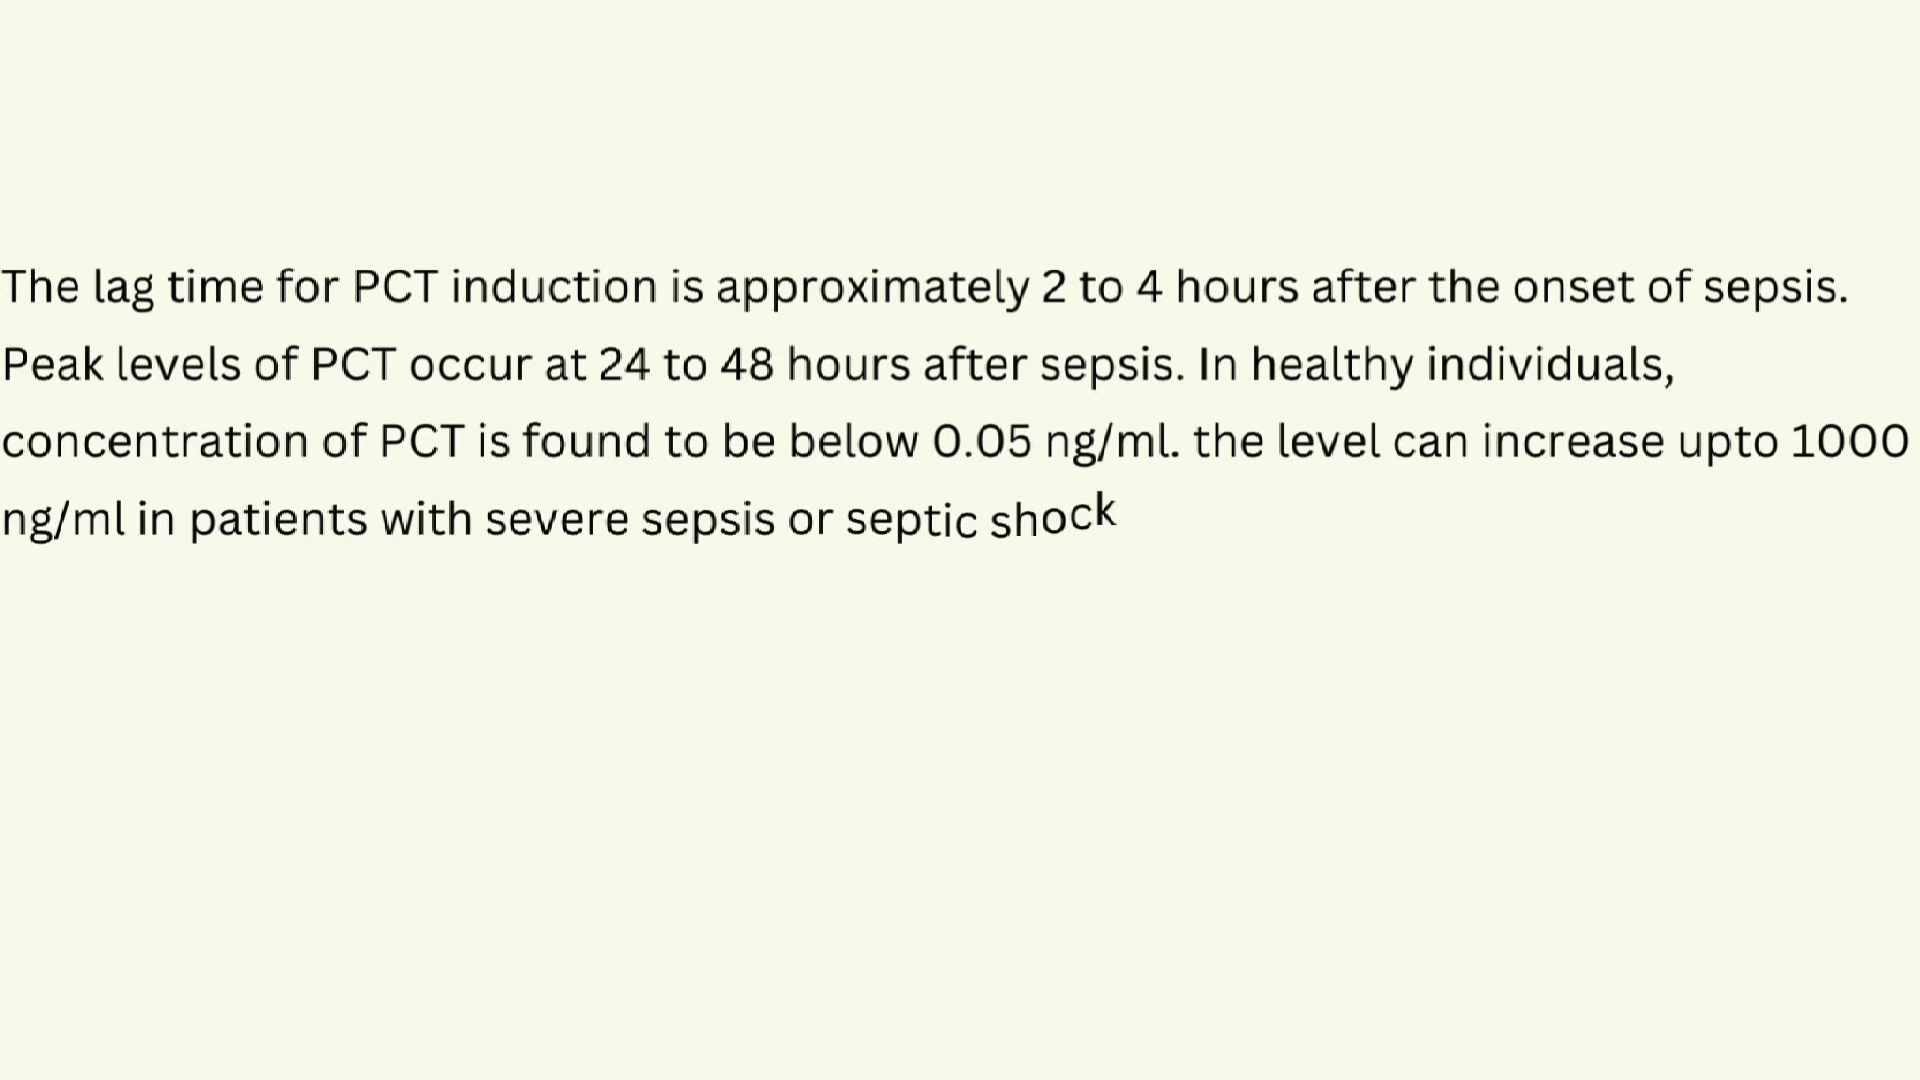 The lag time for PCT induction is approximately 2 to 4 hours after the onset of sepsis.
Peak levels of PCT occur at 24 to 48 hours after sepsis. In healthy individuals,
concentration of PCT is found to be below 0.05 ng/ml. the level can increase upto 1000
ng/ml in patients with severe sepsis or septic shock